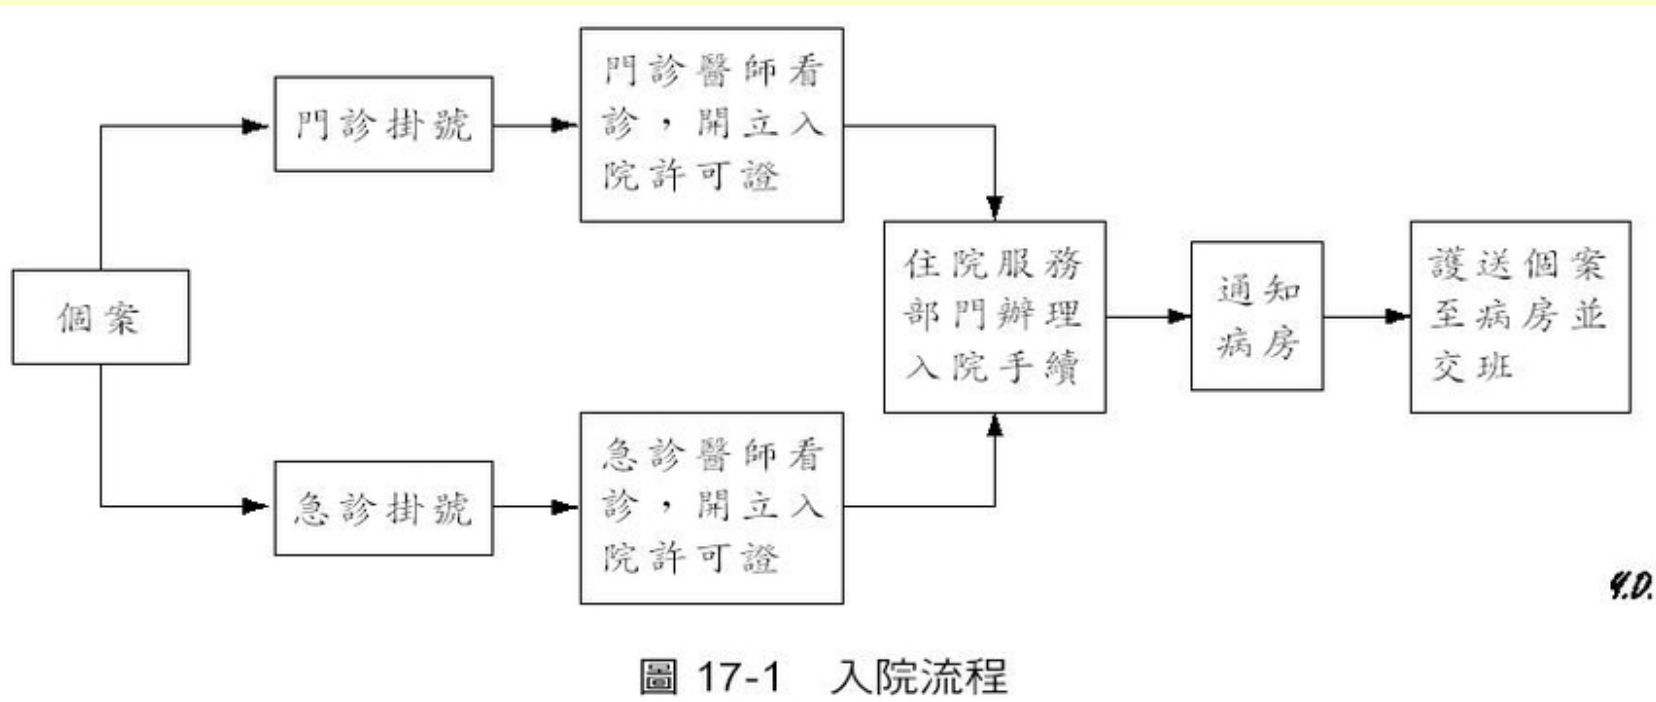 個案
門診掛號
門診醫師看
診，開立入
院許可證
急診掛號
急診醫師看
診，開立入
院許可證
住院服務
部門辦理
入院手續
通知
病房
護送個案
至病房並
交班
Y.D.
圖 17-1 入院流程